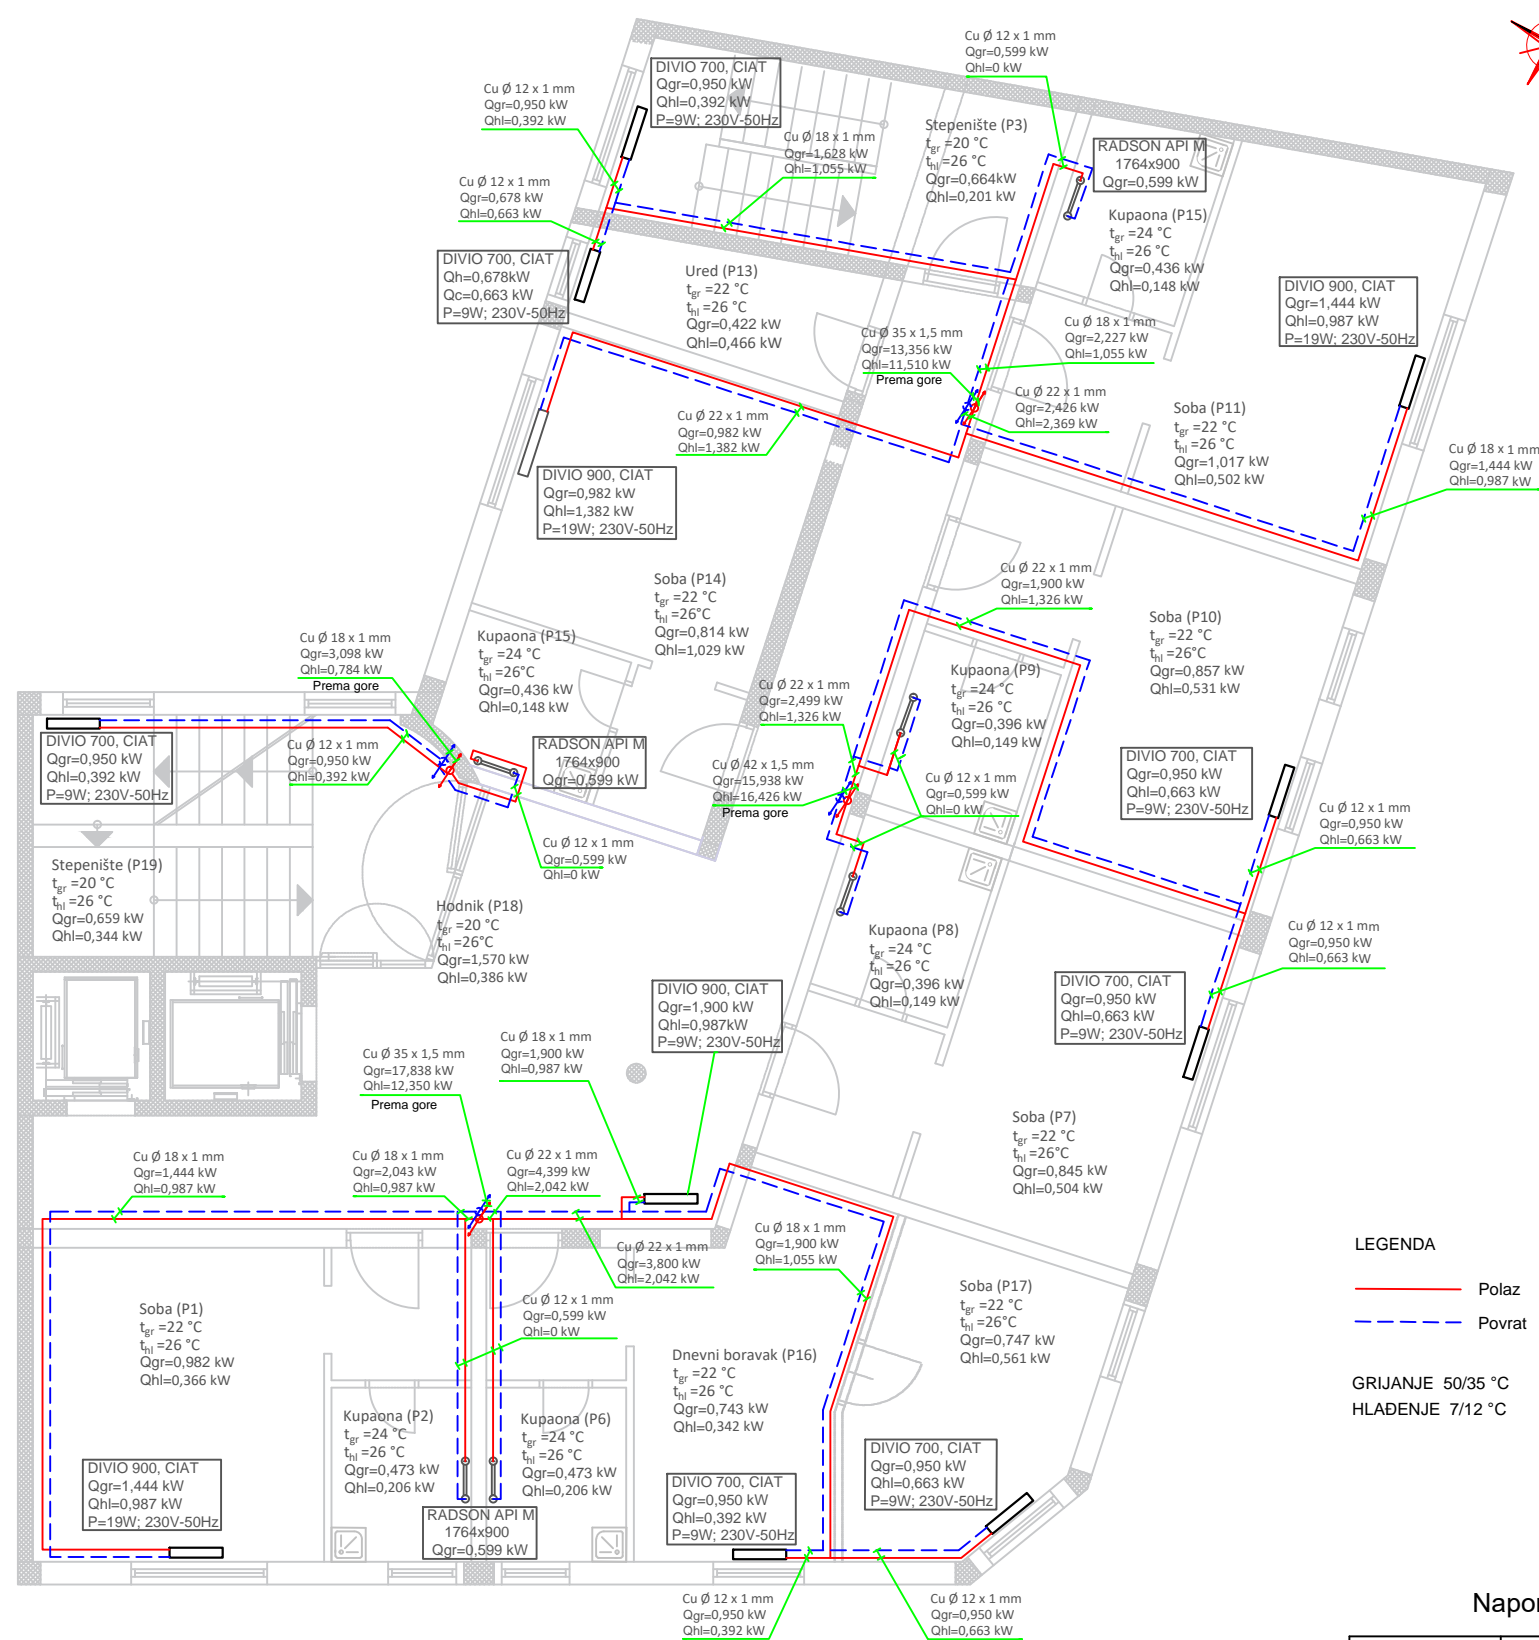 Cu Ø 12 x 1 mm
Qgr=0,599 kW
Qhl=0 kW
DIVIO 700, CIAT
Qgr=0,950 kW
Qhl=0,392 kW
P=9W; 230V-50Hz
Cu Ø 12 x 1 mm
Qgr=0,950 kW
Qhl=0,392 kW
Cu Ø 18 x 1 mm
Qgr=1,628 kW
Qhl=1,055 kW
Stepenište (P3)
tgr =20 °C
thl =26 °C
Qgr=0,664kW
Qhl=0,201 kW
RADSON API M
1764x900
Qgr=0,599 kW
Cu Ø 12 x 1 mm
Qgr=0,678 kW
Qhl=0,663 kW
Kupaona (P15)
tgr =24 °C
thl =26 °C
Qgr=0,436 kW
Qhl=0,148 kW
DIVIO 700, CIAT
Qh=0,678kW
Qc=0,663 kW
P=9W; 230V-50Hz
Ured (P13)
tgr =22 °C
thl =26 °C
Qgr=0,422 kW
Qhl=0,466 kW
DIVIO 900, CIAT
Qgr=1,444 kW
Qhl=0,987 kW
P=19W; 230V-50Hz
Cu Ø 35 x 1,5 mm
Qgr=13,356 kW
Qhl=11,510 kW
Prema gore
Cu Ø 18 x 1 mm
Qgr=2,227 kW
Qhl=1,055 kW
Cu Ø 22 x 1 mm
Qgr=2,426 kW
Qhl=2,369 kW
Cu Ø 22 x 1 mm
Qgr=0,982 kW
Qhl=1,382 kW
Soba (P11)
tgr =22 °C
thl =26 °C
Qgr=1,017 kW
Qhl=0,502 kW
Cu Ø 18 x 1 mm
Qgr=1,444 kW
Qhl=0,987 kW
DIVIO 900, CIAT
Qgr=0,982 kW
Qhl=1,382 kW
P=19W; 230V-50Hz
Soba (P14)
tgr =22 °C
thl =26°C
Qgr=0,814 kW
Qhl=1,029 kW
Cu Ø 22 x 1 mm
Qgr=1,900 kW
Qhl=1,326 kW
Soba (P10)
tgr =22 °C
thl =26°C
Qgr=0,857 kW
Qhl=0,531 kW
Cu Ø 18 x 1 mm
Qgr=3,098 kW
Qhl=0,784 kW
Prema gore
Kupaona (P15)
tgr =24 °C
thl =26°C
Qgr=0,436 kW
Qhl=0,148 kW
Kupaona (P9)
tgr =24 °C
thl =26 °C
Qgr=0,396 kW
Qhl=0,149 kW
Cu Ø 22 x 1 mm
Qgr=2,499 kW
Qhl=1,326 kW
DIVIO 700, CIAT
Qgr=0,950 kW
Qhl=0,392 kW
P=9W; 230V-50Hz
Cu Ø 12 x 1 mm
Qgr=0,950 kW
Qhl=0,392 kW
RADSON API M
1764x900
Qgr=0,599 kW
Cu Ø 42 x 1,5 mm
Qgr=15,938 kW
Qhl=16,426 kW
Prema gore
Cu Ø 12 x 1 mm
Qgr=0,599 kW
Qhl=0 kW
DIVIO 700, CIAT
Qgr=0,950 kW
Qhl=0,663 kW
P=9W; 230V-50Hz
Cu Ø 12 x 1 mm
Qgr=0,950 kW
Qhl=0,663 kW
Cu Ø 12 x 1 mm
Qgr=0,599 kW
Qhl=0 kW
Stepenište (P19)
tgr =20 °C
thl =26 °C
Qgr=0,659 kW
Qhl=0,344 kW
Hodnik (P18)
tgr =20 °C
thl =26°C
Qgr=1,570 kW
Qhl=0,386 kW
Kupaona (P8)
tgr =24 °C
thl =26 °C
Qgr=0,396 kW
Qhl=0,149 kW
Cu Ø 12 x 1 mm
Qgr=0,950 kW
Qhl=0,663 kW
DIVIO 900, CIAT
Qgr=1,900 kW
Qhl=0,987kW
P=9W; 230V-50Hz
DIVIO 700, CIAT
Qgr=0,950 kW
Qhl=0,663 kW
P=9W; 230V-50Hz
Cu Ø 35 x 1,5 mm
Qgr=17,838 kW
Qhl=12,350 kW
Prema gore
Cu Ø 18 x 1 mm
Qgr=1,900 kW
Qhl=0,987 kW
Soba (P7)
tgr =22 °C
thl =26°C
Qgr=0,845 kW
Qhl=0,504 kW
Cu Ø 18 x 1 mm
Qgr=1,444 kW
Qhl=0,987 kW
Cu Ø 18 x 1 mm
Qgr=2,043 kW
Qhl=0,987 kW
Cu Ø 22 x 1 mm
Qgr=4,399 kW
Qhl=2,042 kW
Cu Ø 22 x 1 mm
Qgr=3,800 kW
Qhl=2,042 kW
Cu Ø 18 x 1 mm
Qgr=1,900 kW
Qhl=1,055 kW
Soba (P1)
tgr =22 °C
thl =26 °C
Qgr=0,982 kW
Qhl=0,366 kW
Cu Ø 12 x 1 mm
Qgr=0,599 kW
Qhl=0 kW
Soba (P17)
tgr =22 °C
thl =26°C
Qgr=0,747 kW
Qhl=0,561 kW
Dnevni boravak (P16)
tgr =22 °C
thl =26 °C
Qgr=0,743 kW
Qhl=0,342 kW
Kupaona (P2)
tgr =24 °C
thl =26 °C
Qgr=0,473 kW
Qhl=0,206 kW
Kupaona (P6)
tgr =24 °C
thl =26 °C
Qgr=0,473 kW
Qhl=0,206 kW
DIVIO 900, CIAT
Qgr=1,444 kW
Qhl=0,987 kW
P=19W; 230V-50Hz
RADSON API M
1764x900
Qgr=0,599 kW
DIVIO 700, CIAT
Qgr=0,950 kW
Qhl=0,392 kW
P=9W; 230V-50Hz
DIVIO 700, CIAT
Qgr=0,950 kW
Qhl=0,663 kW
P=9W; 230V-50Hz
Cu Ø 12 x 1 mm
Qgr=0,950 kW
Qhl=0,392 kW
Cu Ø 12 x 1 mm
Qgr=0,950 kW
Qhl=0,663 kW
LEGENDA
Polaz
Povrat
GRIJANJE 50/35 °C
HLAĐENJE 7/12 °C